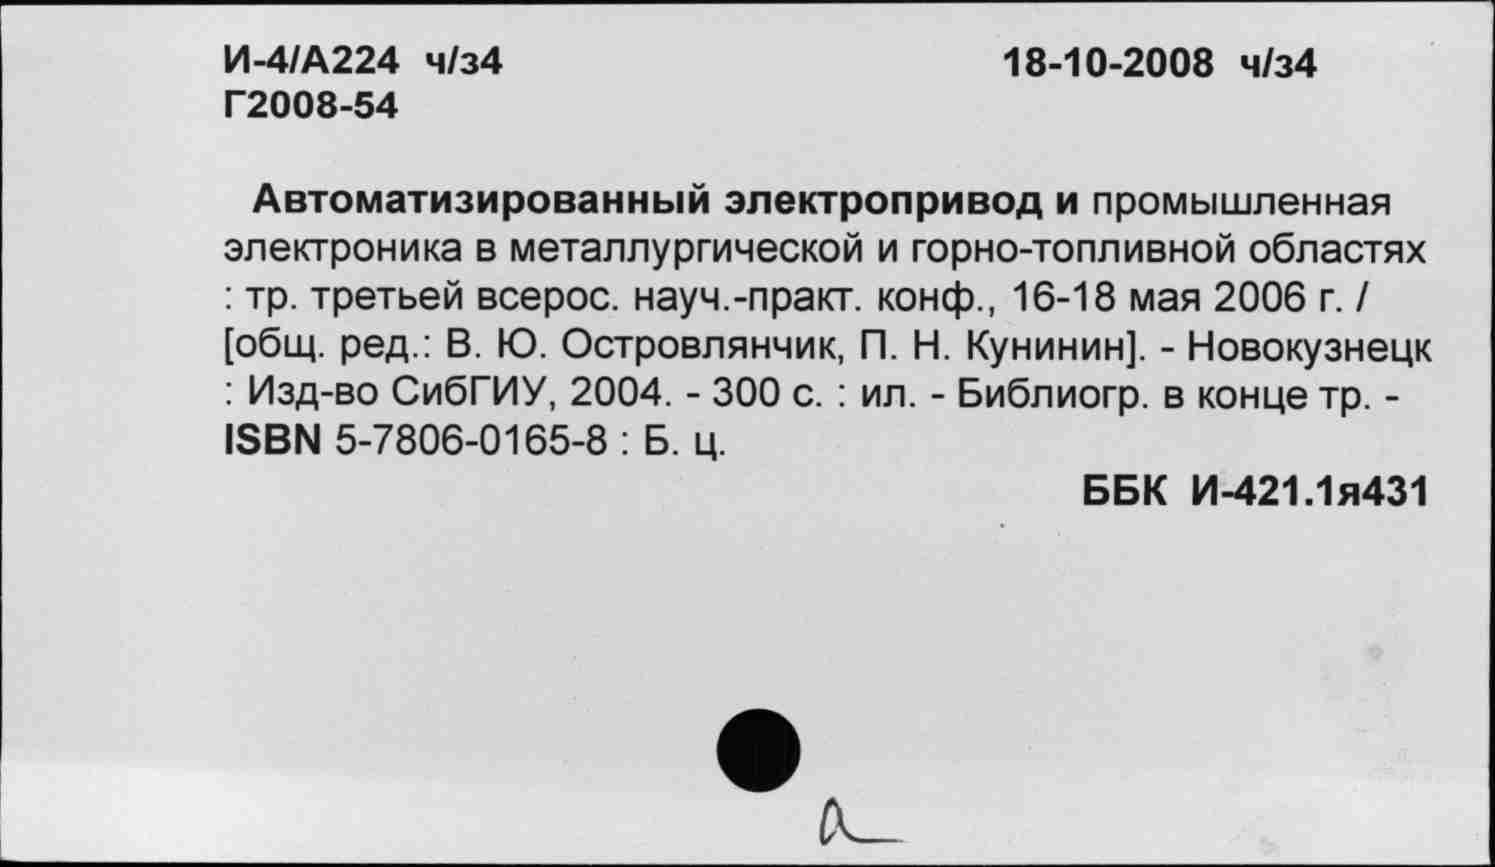 И-4/А224 ч/з4 18-10-2008 ч/з4
Г2008-54
Автоматизированный электропривод и промышленная
электроника в металлургической и горно-топливной областях
: тр. третьей всерос. науч.-практ. конф., 16-18 мая 2006 г. /
[общ. ред.: В. Ю. Островлянчик, П. Н. Кунинин]. - Новокузнецк
: Изд-во СибГИУ, 2004. - 300 с. : ил. - Библиогр. в конце тр. -
ISBN 5-7806-0165-8 : Б. ц.
ББК И-421.1я431
а